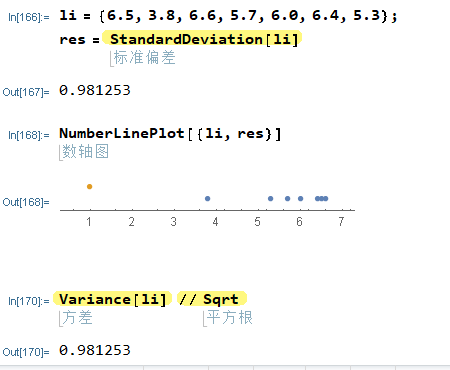 In[166]:= li = {6.5, 3.8, 6.6, 5.7, 6.0, 6.4, 5.3};
res = StandardDeviation[li]
标准偏差
Out[167]= 0.981253
In[168]:= NumberLinePlot[{li, res}]
数轴图
Out[168]=
1 2 3 4 5 6 7
In[170]:= Variance[li] // Sqrt
方差 平方根
Out[170]= 0.981253